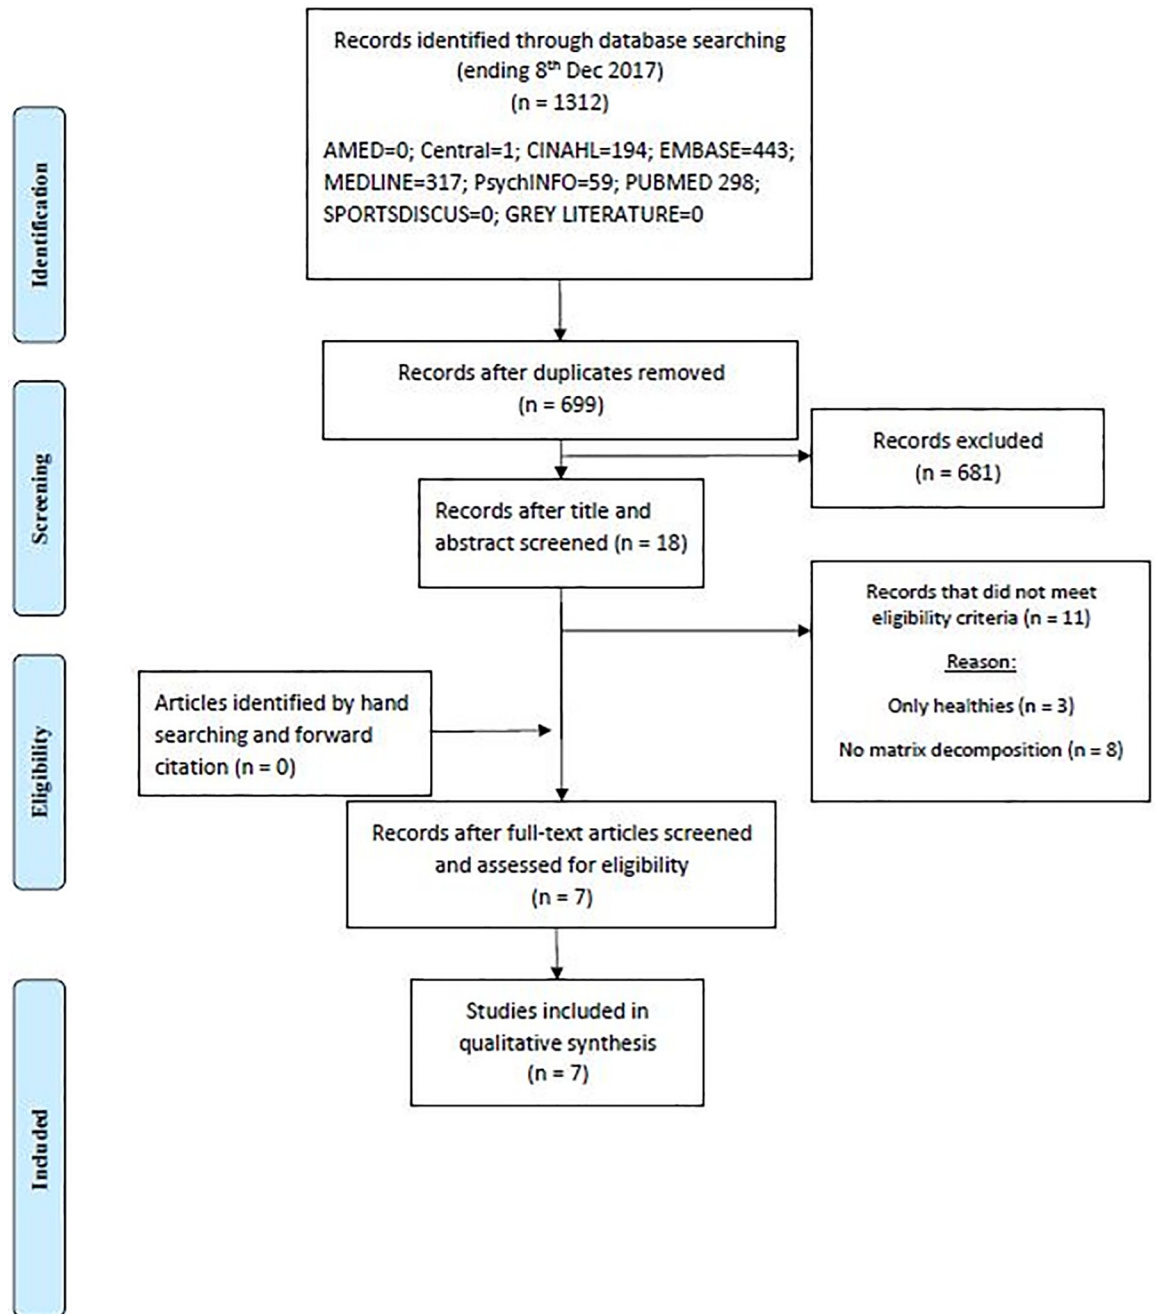 Records identified through database searching
(ending 8th Dec 2017)
(n = 1312)
AMED=0; Central=1; CINAHL=194; EMBASE=443;
MEDLINE=317; PsychINFO=59; PUBMED 298;
SPORTSDISCUS=0; GREY LITERATURE=0
Identification
Records after duplicates removed
(n = 699)
Screening
Records excluded
(n = 681)
Records after title and
abstract screened (n = 18)
Records that did not meet
eligibility criteria (n = 11)
Reason:
Only healthies (n = 3)
No matrix decomposition (n = 8)
Eligibility
Articles identified by hand
searching and forward
citation (n = 0)
Records after full-text articles screened
and assessed for eligibility
(n = 7)
Included
Studies included in
qualitative synthesis
(n = 7)